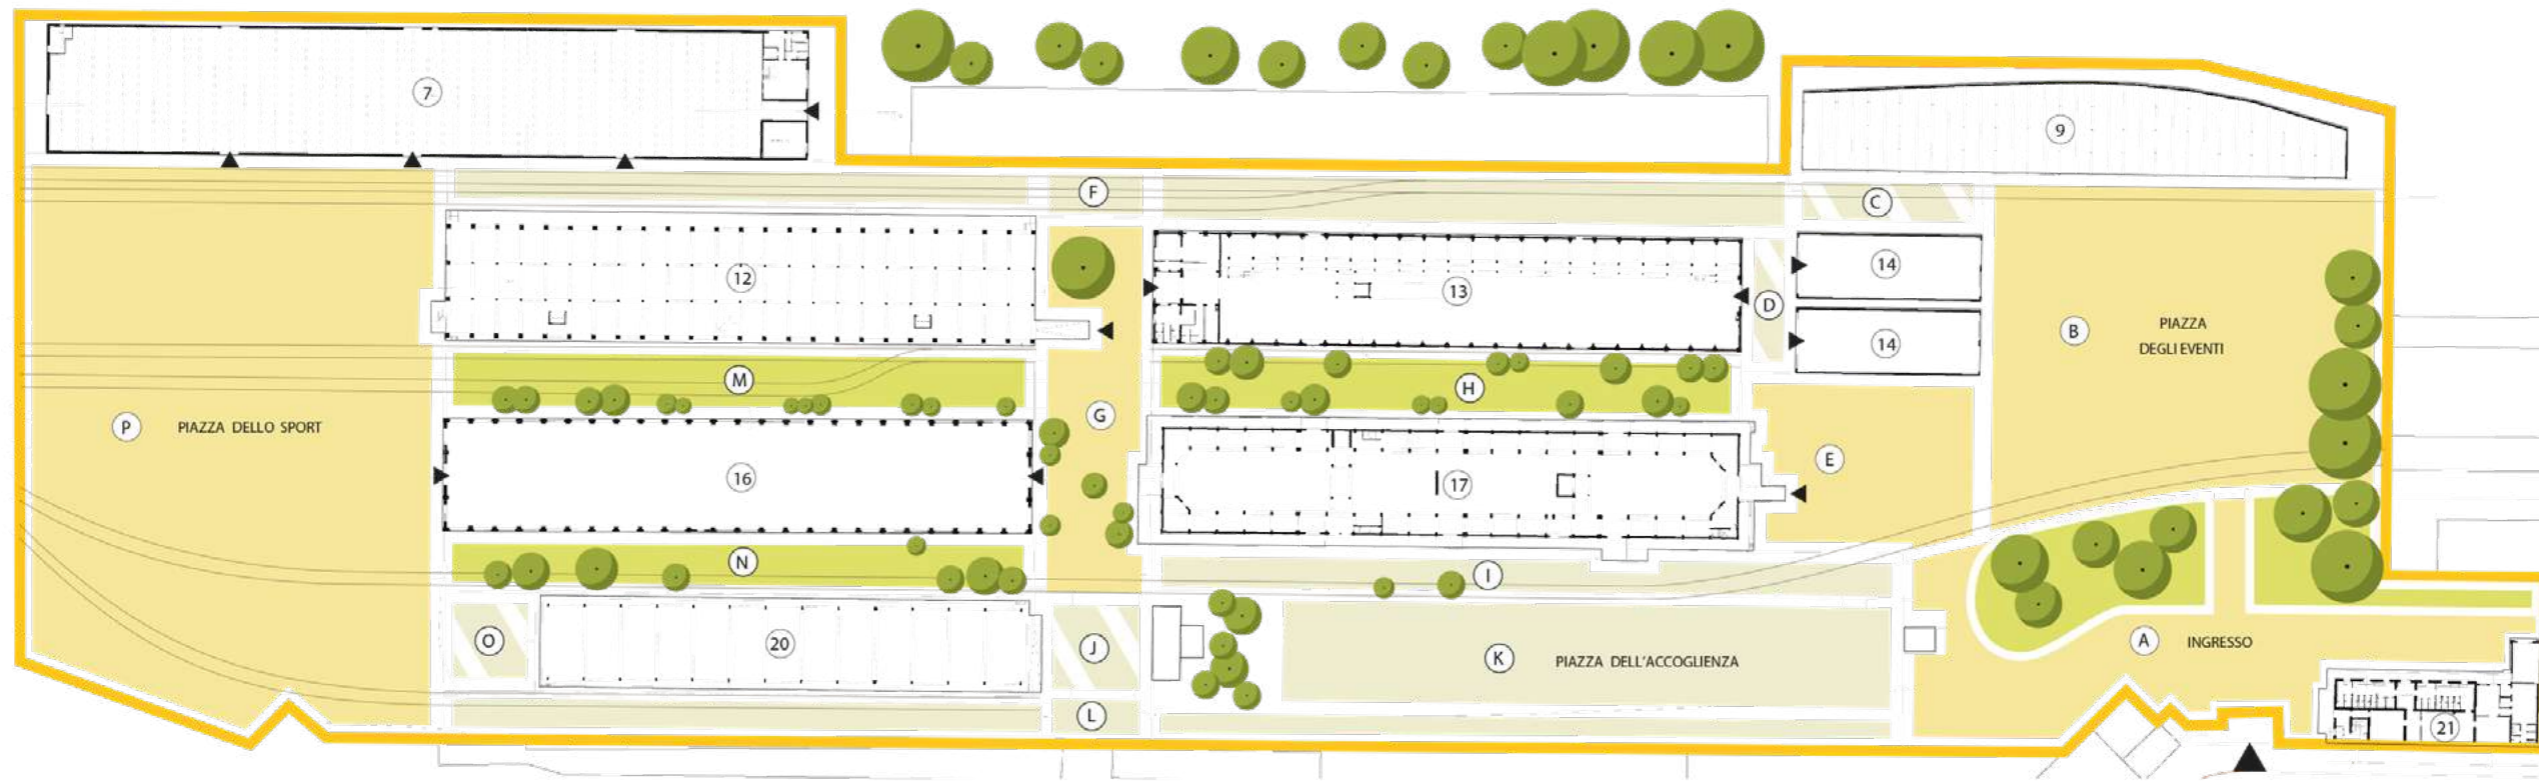 7
9
F
C
12
13
14
D
14
B
PIAZZA
DEGLI EVENTI
M
H
G
P
PIAZZA DELLO SPORT
16
17
E
N
I
O
20
J
K
PIAZZA DELL'ACCOGLIENZA
A
INGRESSO
L
21